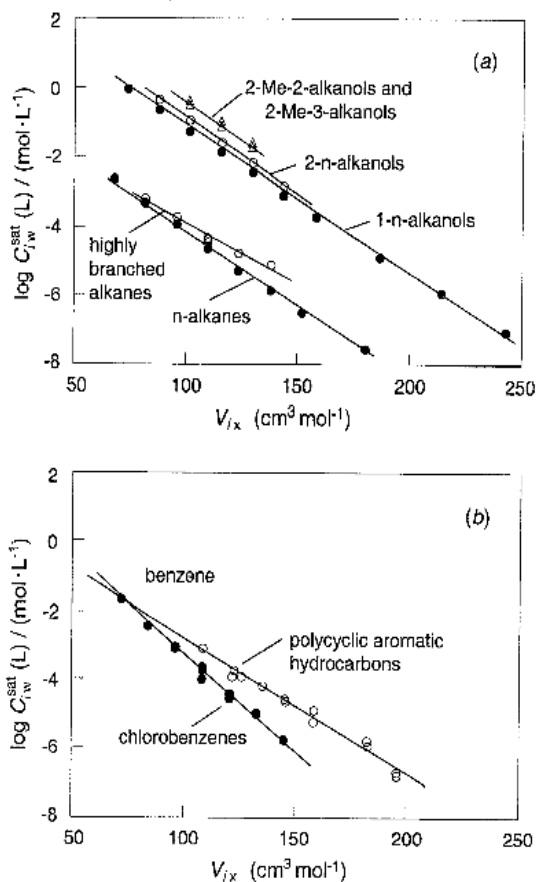 (a)
log C_iw^sat (L) / (mol·L⁻¹)
2
0
-2
-4
-6
-8
2-Me-2-alkanols and
2-Me-3-alkanols
2-n-alkanols
1-n-alkanols
highly
branched
alkanes
n-alkanes
50 100 150 200 250
V_ix (cm³ mol⁻¹)
(b)
log C_iw^sat (L) / (mol·L⁻¹)
2
0
-2
-4
-6
-8
benzene
polycyclic aromatic
hydrocarbons
chlorobenzenes
50 100 150 200 250
V_ix (cm³ mol⁻¹)